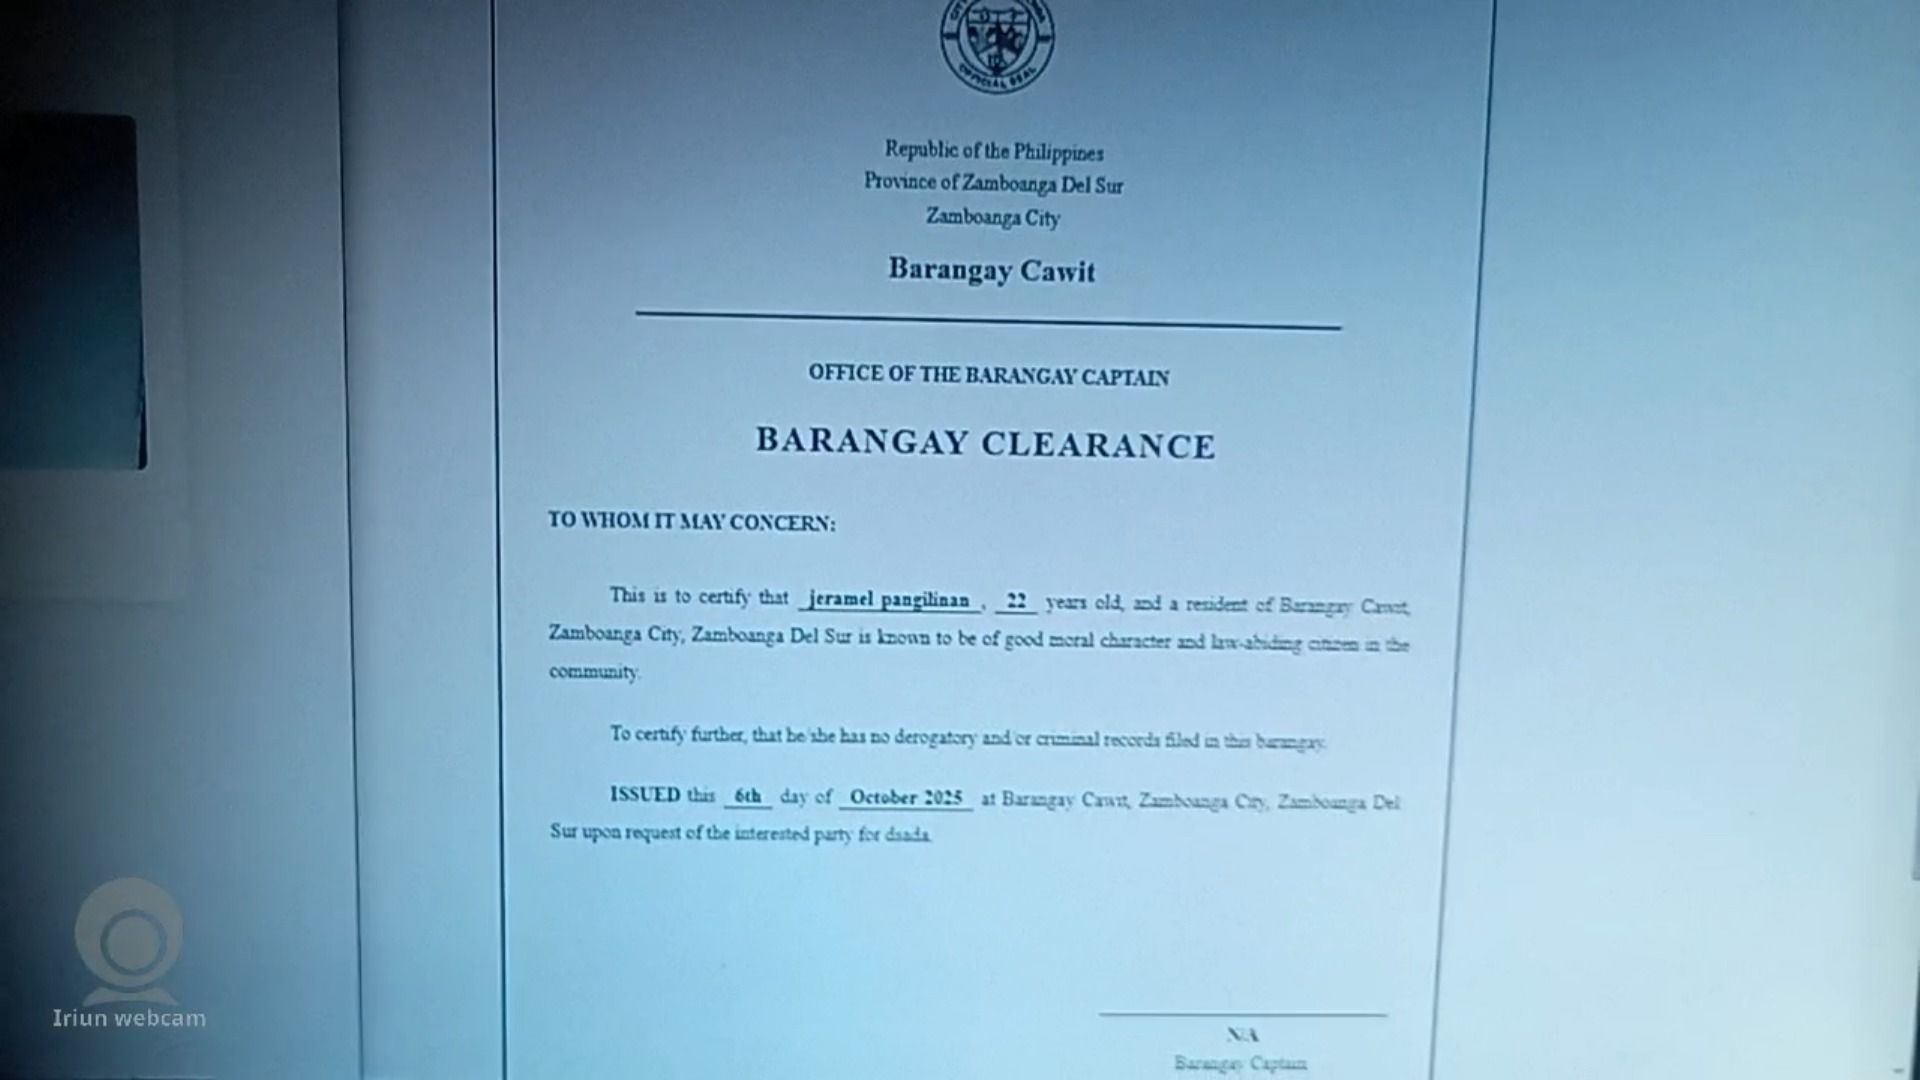 OFFICIAL SEAL
Republic of the Philippines
Province of Zamboanga Del Sur
Zamboanga City
Barangay Cawit
OFFICE OF THE BARANGAY CAPTAIN
BARANGAY CLEARANCE
TO WHOM IT MAY CONCERN:
This is to certify that jeramel pangilinan , 22 years old, and a resident of Barangay Cawit,
Zamboanga City, Zamboanga Del Sur is known to be of good moral character and law-abiding citizen in the
community.
To certify further, that he/she has no derogatory and/or criminal records filed in this barangay.
ISSUED this 6th day of October 2025 at Barangay Cawit, Zamboanga City, Zamboanga Del
Sur upon request of the interested party for dsada.
N/A
Barangay Captain
Iriun webcam